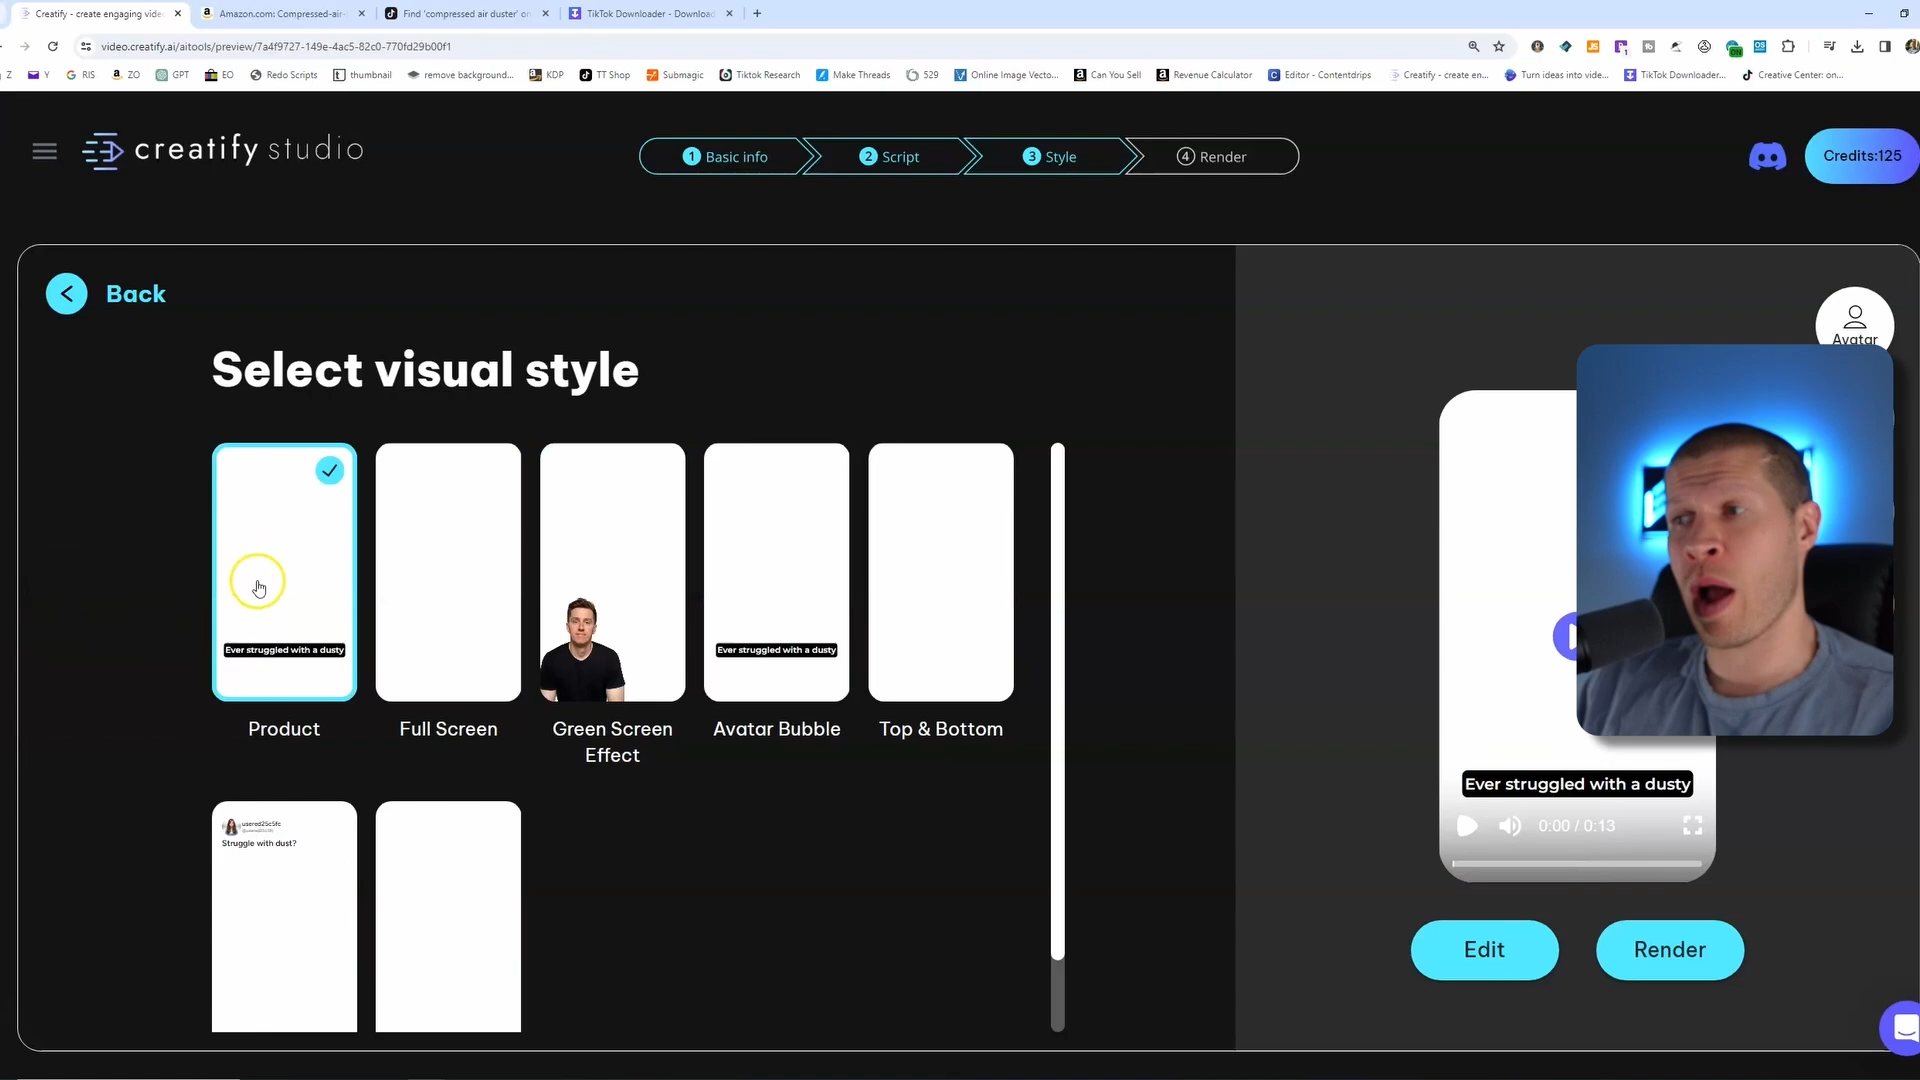 Creatify - create engaging vide
Amazon.com: Compressed-air-
Find 'compressed air duster' on
TikTok Downloader - Download
video.creatify.ai/aitools/preview/7a4f9727-149e-4ac5-82c0-770fd29b00f1
Z
Y
RIS
ZO
GPT
EO
Redo Scripts
thumbnail
remove background...
KDP
TT Shop
Submagic
Tiktok Research
Make Threads
529
Online Image Vecto...
Can You Sell
Revenue Calculator
Editor - Contentdrips
Creatify - create en...
Turn ideas into vide...
TikTok Downloader...
Creative Center: on...
creatify studio
1 Basic info
2 Script
3 Style
4 Render
Credits:125
Back
Avatar
Select visual style
Ever struggled with a dusty
Ever struggled with a dusty
Product
Full Screen
Green Screen
Effect
Avatar Bubble
Top & Bottom
Struggle with dust?
Ever struggled with a dusty
0:00 / 0:13
Edit
Render